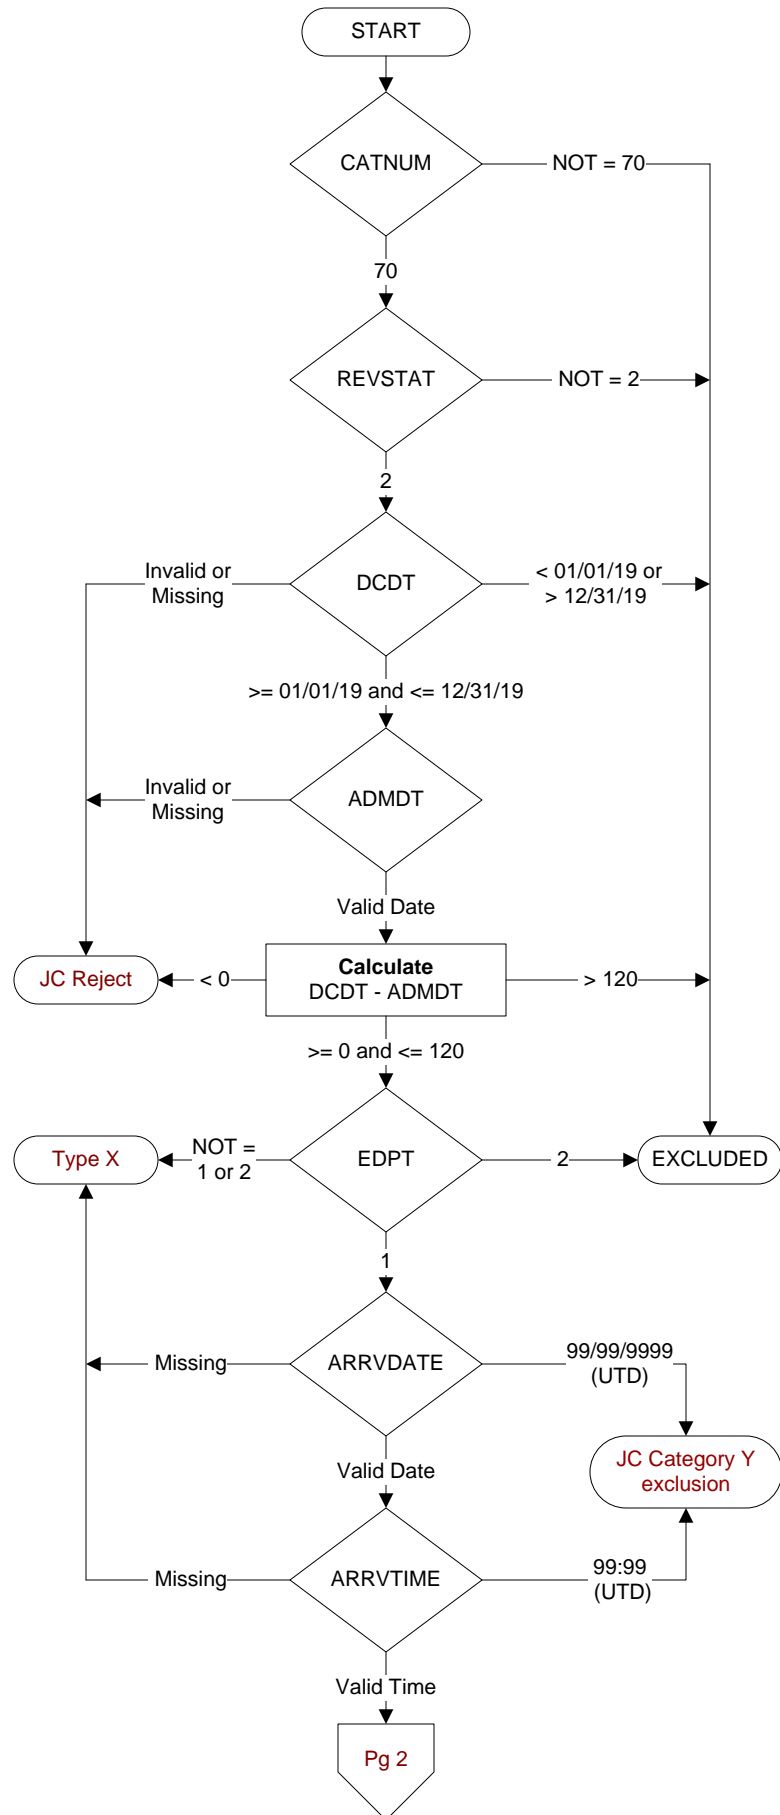 START
CATNUM
NOT = 70
70
REVSTAT
NOT = 2
2
Invalid or
Missing
DCDT
< 01/01/19 or
> 12/31/19
>= 01/01/19 and <= 12/31/19
Invalid or
Missing
ADMDT
Valid Date
JC Reject
< 0
Calculate
DCDT - ADMDT
> 120
>= 0 and <= 120
Type X
NOT =
1 or 2
EDPT
2
EXCLUDED
1
Missing
ARRVDATE
99/99/9999
(UTD)
Valid Date
JC Category Y
exclusion
Missing
ARRVTIME
99:99
(UTD)
Valid Time
Pg 2